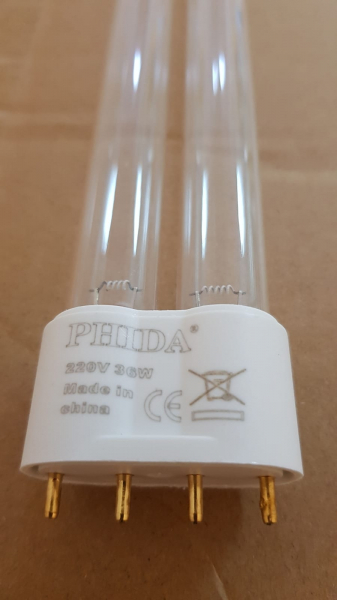 PHIDA®
220V 36W
Made in
china
CE